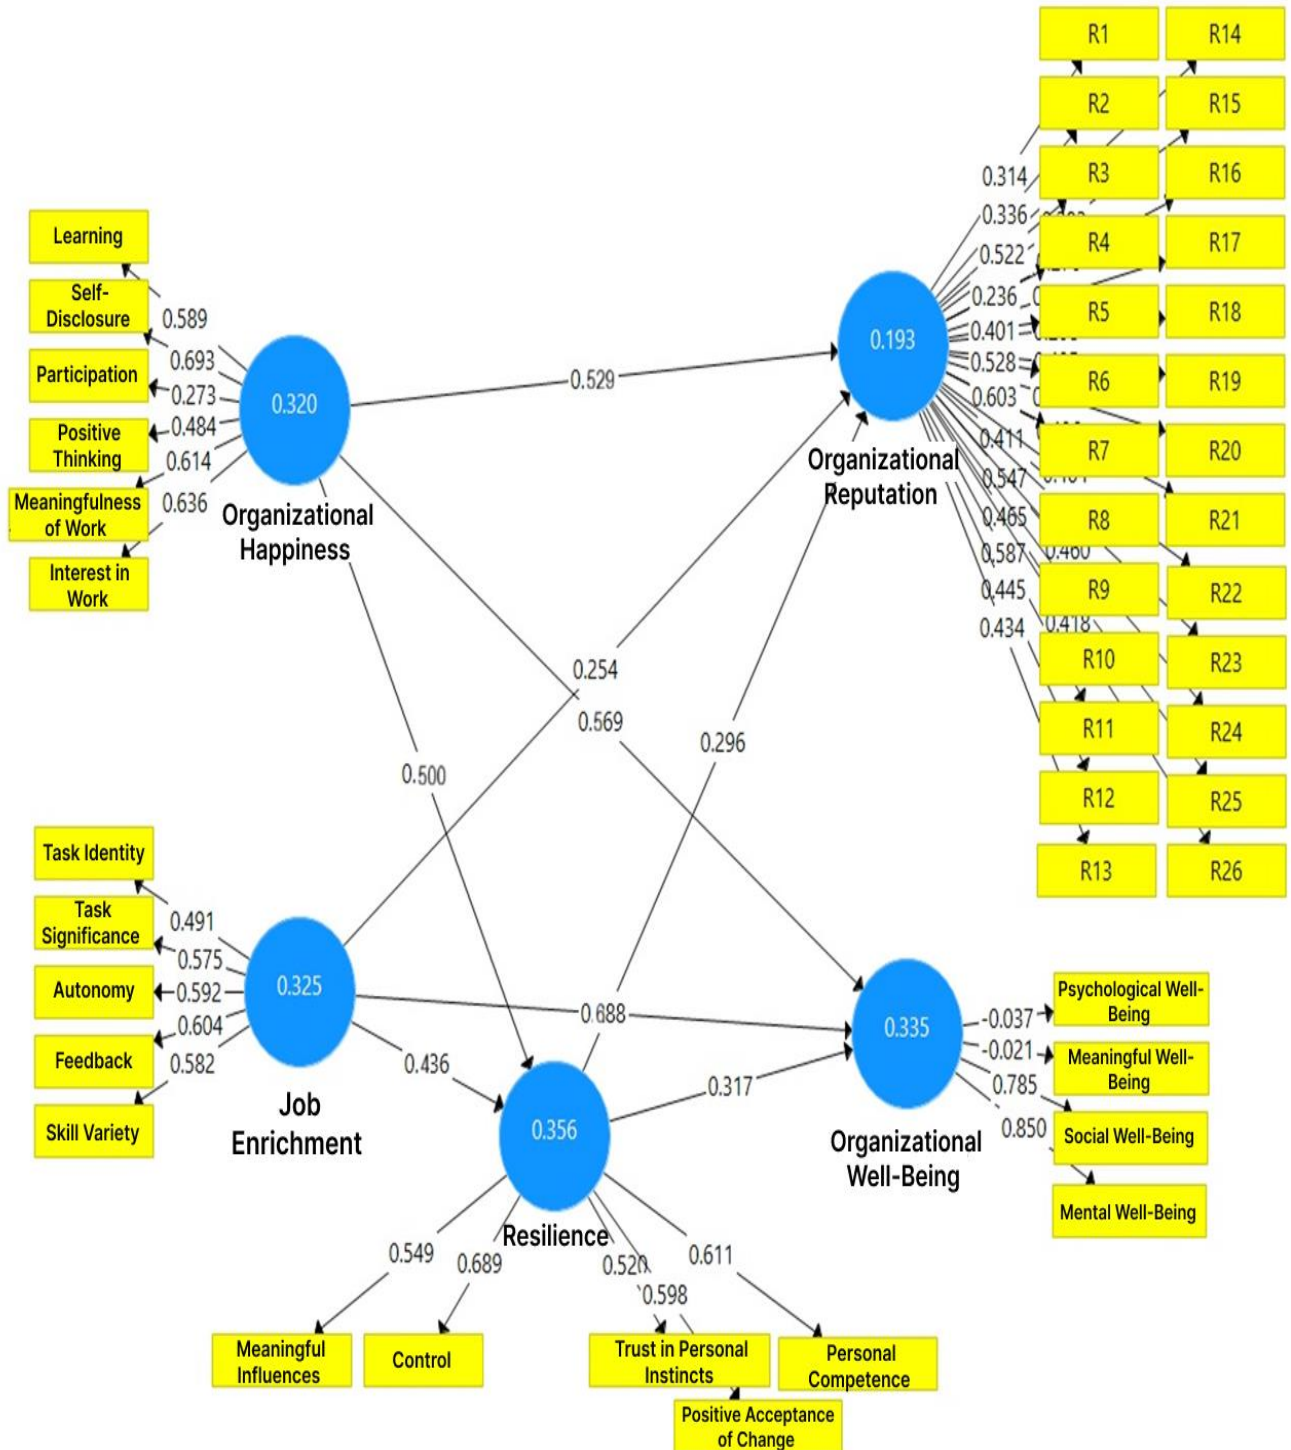 R1
R14
R2
R15
R3
R16
R4
R17
R5
R18
R6
R19
R7
R20
R8
R21
R9
R22
R10
R23
R11
R24
R12
R25
R13
R26
0.314
0.336
0.522
0.236
0.401
0.528
0.603
0.411
0.547
0.465
0.587
0.445
0.434
0.460
0.418
0.193
Organizational
Reputation
Learning
Self-
Disclosure
Participation
Positive
Thinking
Meaningfulness
of Work
Interest in
Work
0.589
0.693
0.273
0.484
0.614
0.636
0.320
Organizational
Happiness
0.529
0.254
0.569
0.296
0.500
Task Identity
Task
Significance
Autonomy
Feedback
Skill Variety
0.491
0.575
0.592
0.604
0.582
0.325
Job
Enrichment
0.688
0.436
0.317
0.356
Resilience
0.335
Organizational
Well-Being
-0.037
-0.021
0.785
0.850
Psychological Well-
Being
Meaningful Well-
Being
Social Well-Being
Mental Well-Being
0.549
0.689
0.520
0.598
0.611
Meaningful
Influences
Control
Trust in Personal
Instincts
Personal
Competence
Positive Acceptance
of Change